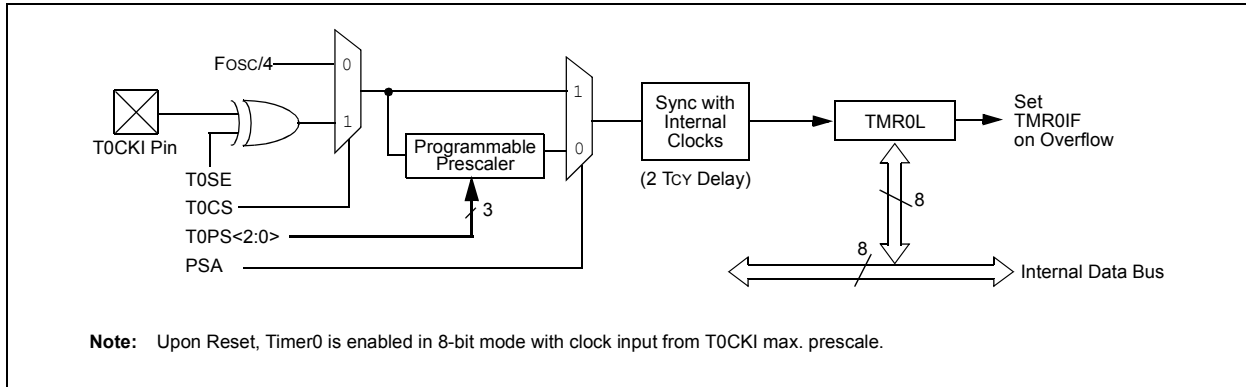 FOSC/4
0
1
T0CKI Pin
T0SE
T0CS
T0PS<2:0>
PSA
Programmable
Prescaler
3
1
0
Sync with
Internal
Clocks
(2 TCY Delay)
TMR0L
Set
TMR0IF
on Overflow
8
8
Internal Data Bus
Note: Upon Reset, Timer0 is enabled in 8-bit mode with clock input from T0CKI max. prescale.